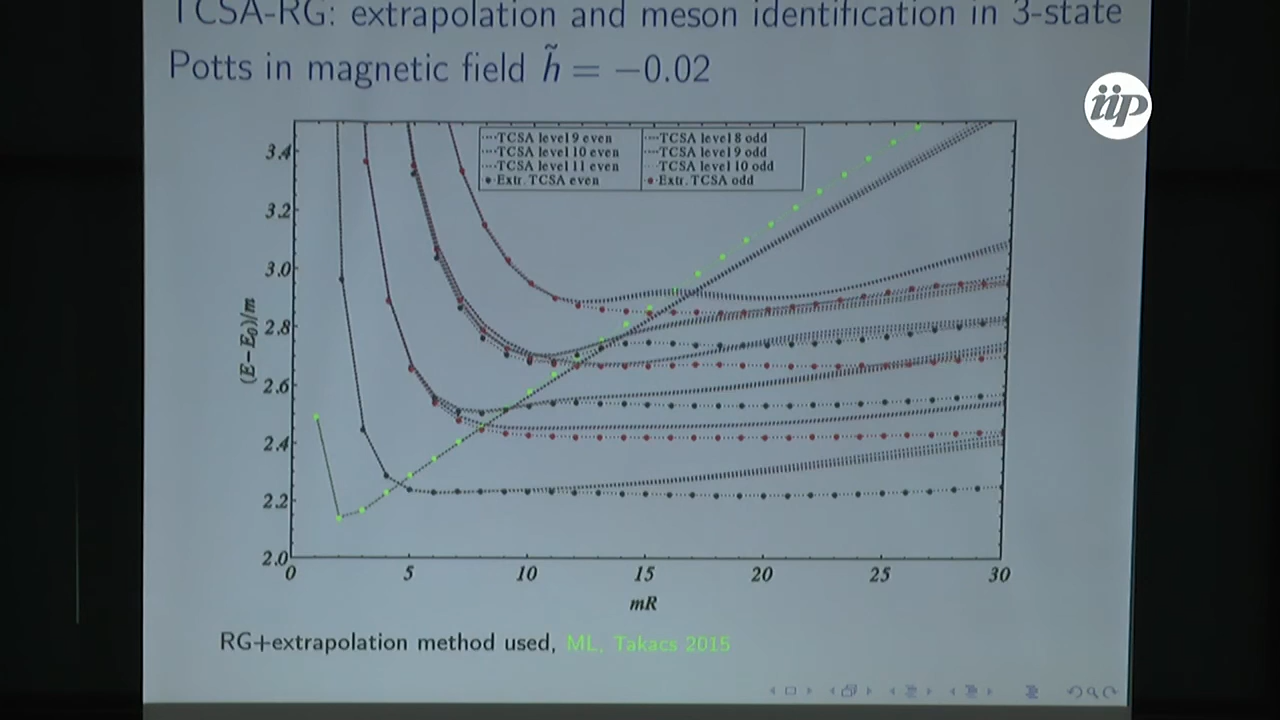 TCSA-RG: extrapolation and meson identification in 3-state
Potts in magnetic field h̃ = −0.02
iip
TCSA level 9 even
TCSA level 10 even
TCSA level 11 even
Extr. TCSA even
TCSA level 8 odd
TCSA level 9 odd
TCSA level 10 odd
Extr. TCSA odd
3.4
3.2
3.0
2.8
2.6
2.4
2.2
2.0
(E−E₀)/m
0 5 10 15 20 25 30
mR
RG+extrapolation method used, ML, Takacs 2015